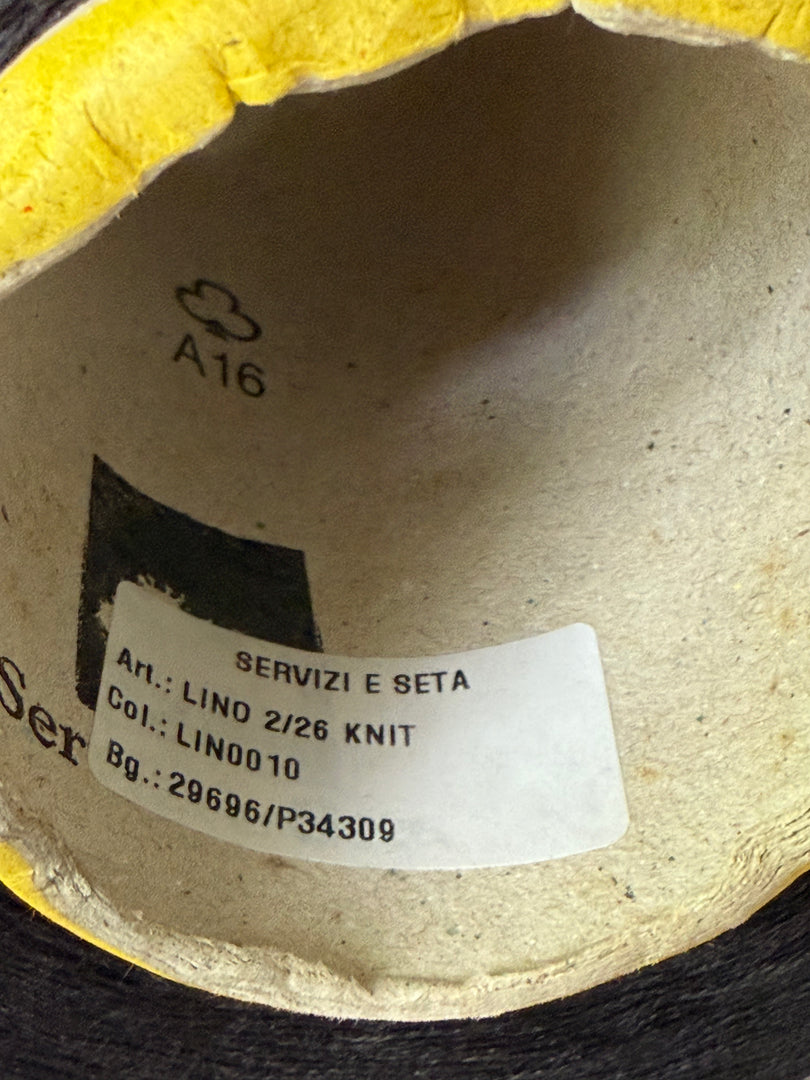 A16
SERVIZI E SETA
Art.: LINO 2/26 KNIT
Col.: LIN0010
Bg.: 29696/P34309
Ser